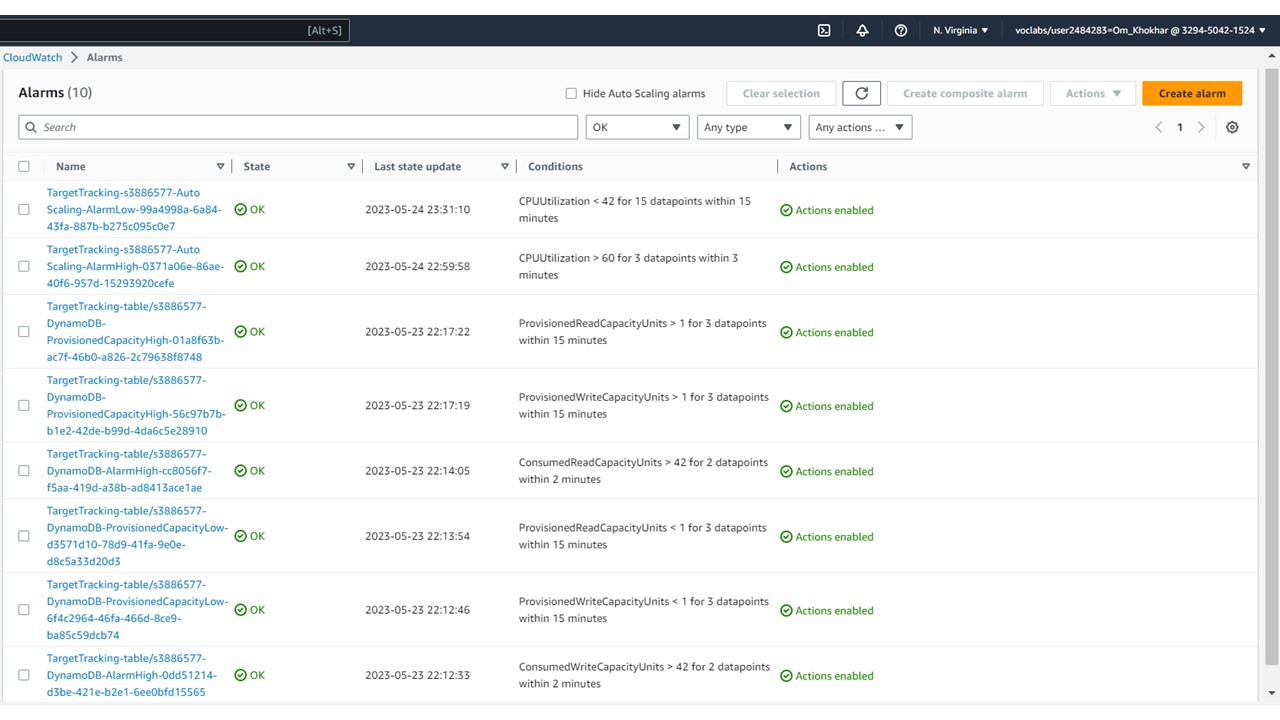 [Alt+S]
N. Virginia
voclabs/user2484283=Om_Khokhar @ 3294-5042-1524
CloudWatch
Alarms
Alarms (10)
Hide Auto Scaling alarms
Clear selection
Create composite alarm
Actions
Create alarm
Search
OK
Any type
Any actions ...
1
Name
State
Last state update
Conditions
Actions
TargetTracking-s3886577-Auto
Scaling-AlarmLow-99a4998a-6a84-
43fa-887b-b275c095c0e7
OK
2023-05-24 23:31:10
CPUUtilization < 42 for 15 datapoints within 15
minutes
Actions enabled
TargetTracking-s3886577-Auto
Scaling-AlarmHigh-0371a06e-86ae-
40f6-957d-15293920cefe
OK
2023-05-24 22:59:58
CPUUtilization > 60 for 3 datapoints within 3
minutes
Actions enabled
TargetTracking-table/s3886577-
DynamoDB-
ProvisionedCapacityHigh-01a8f63b-
ac7f-46b0-a826-2c79638f8748
OK
2023-05-23 22:17:22
ProvisionedReadCapacityUnits > 1 for 3 datapoints
within 15 minutes
Actions enabled
TargetTracking-table/s3886577-
DynamoDB-
ProvisionedCapacityHigh-56c97b7b-
b1e2-42de-b99d-4da6c5e28910
OK
2023-05-23 22:17:19
ProvisionedWriteCapacityUnits > 1 for 3 datapoints
within 15 minutes
Actions enabled
TargetTracking-table/s3886577-
DynamoDB-AlarmHigh-cc8056f7-
f5aa-419d-a38b-ad8413ace1ae
OK
2023-05-23 22:14:05
ConsumedReadCapacityUnits > 42 for 2 datapoints
within 2 minutes
Actions enabled
TargetTracking-table/s3886577-
DynamoDB-ProvisionedCapacityLow-
d3571d10-78d9-41fa-9e0e-
d8c5a33d20d3
OK
2023-05-23 22:13:54
ProvisionedReadCapacityUnits < 1 for 3 datapoints
within 15 minutes
Actions enabled
TargetTracking-table/s3886577-
DynamoDB-ProvisionedCapacityLow-
6f4c2964-46fa-466d-8ce9-
ba85c59dcb74
OK
2023-05-23 22:12:46
ProvisionedWriteCapacityUnits < 1 for 3 datapoints
within 15 minutes
Actions enabled
TargetTracking-table/s3886577-
DynamoDB-AlarmHigh-0dd51214-
d3be-421e-b2e1-6ee0bfd15565
OK
2023-05-23 22:12:33
ConsumedWriteCapacityUnits > 42 for 2 datapoints
within 2 minutes
Actions enabled